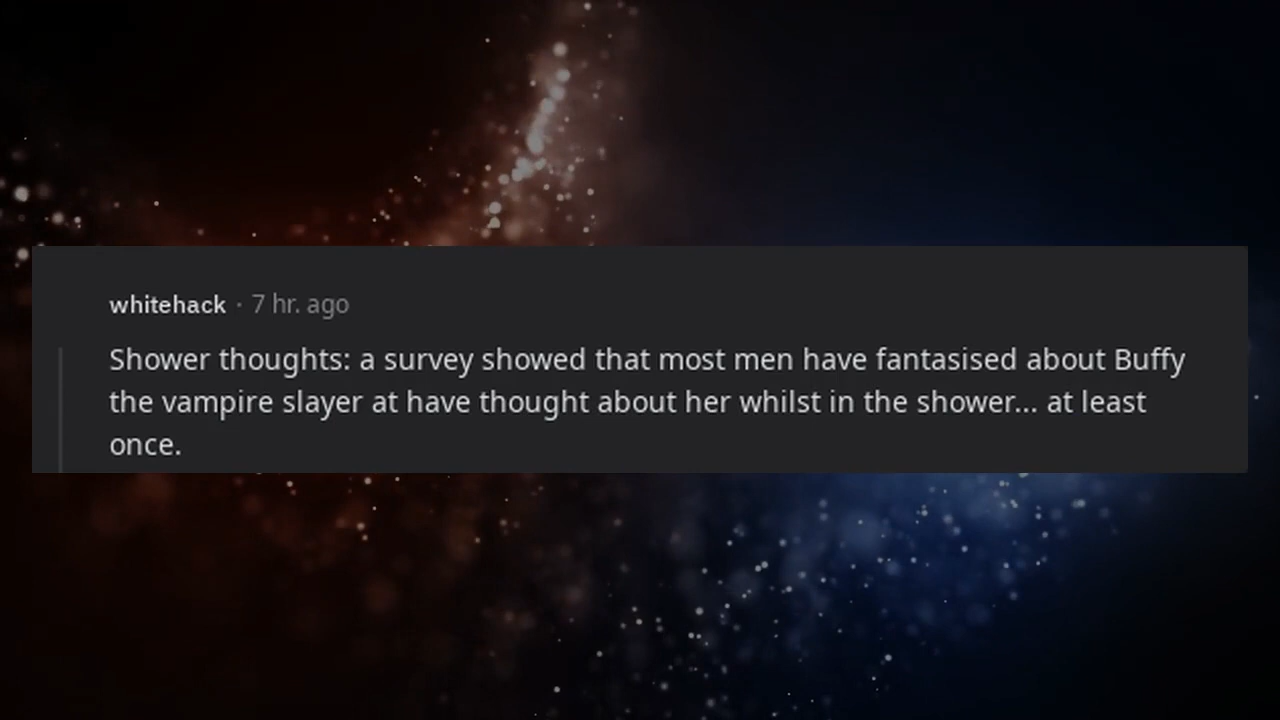 whitehack · 7 hr. ago
Shower thoughts: a survey showed that most men have fantasised about Buffy
the vampire slayer at have thought about her whilst in the shower... at least
once.